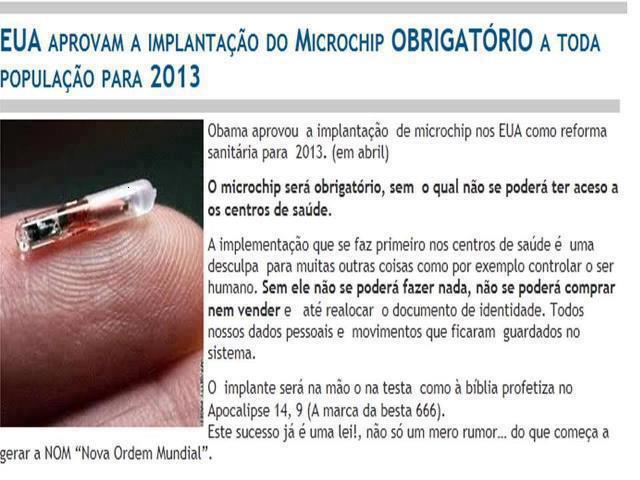 EUA APROVAM A IMPLANTAÇÃO DO MICROCHIP OBRIGATÓRIO A TODA
POPULAÇÃO PARA 2013
Obama aprovou a implantação de microchip nos EUA como reforma
sanitária para 2013. (em abril)
O microchip será obrigatório, sem o qual não se poderá ter aceso a
os centros de saúde.
A implementação que se faz primeiro nos centros de saúde é uma
desculpa para muitas outras coisas como por exemplo controlar o ser
humano. Sem ele não se poderá fazer nada, não se poderá comprar
nem vender e até realocar o documento de identidade. Todos
nossos dados pessoais e movimentos que ficaram guardados no
sistema.
O implante será na mão o na testa como à bíblia profetiza no
Apocalipse 14, 9 (A marca da besta 666).
Este sucesso já é uma lei!, não só um mero rumor... do que começa a
gerar a NOM “Nova Ordem Mundial”.